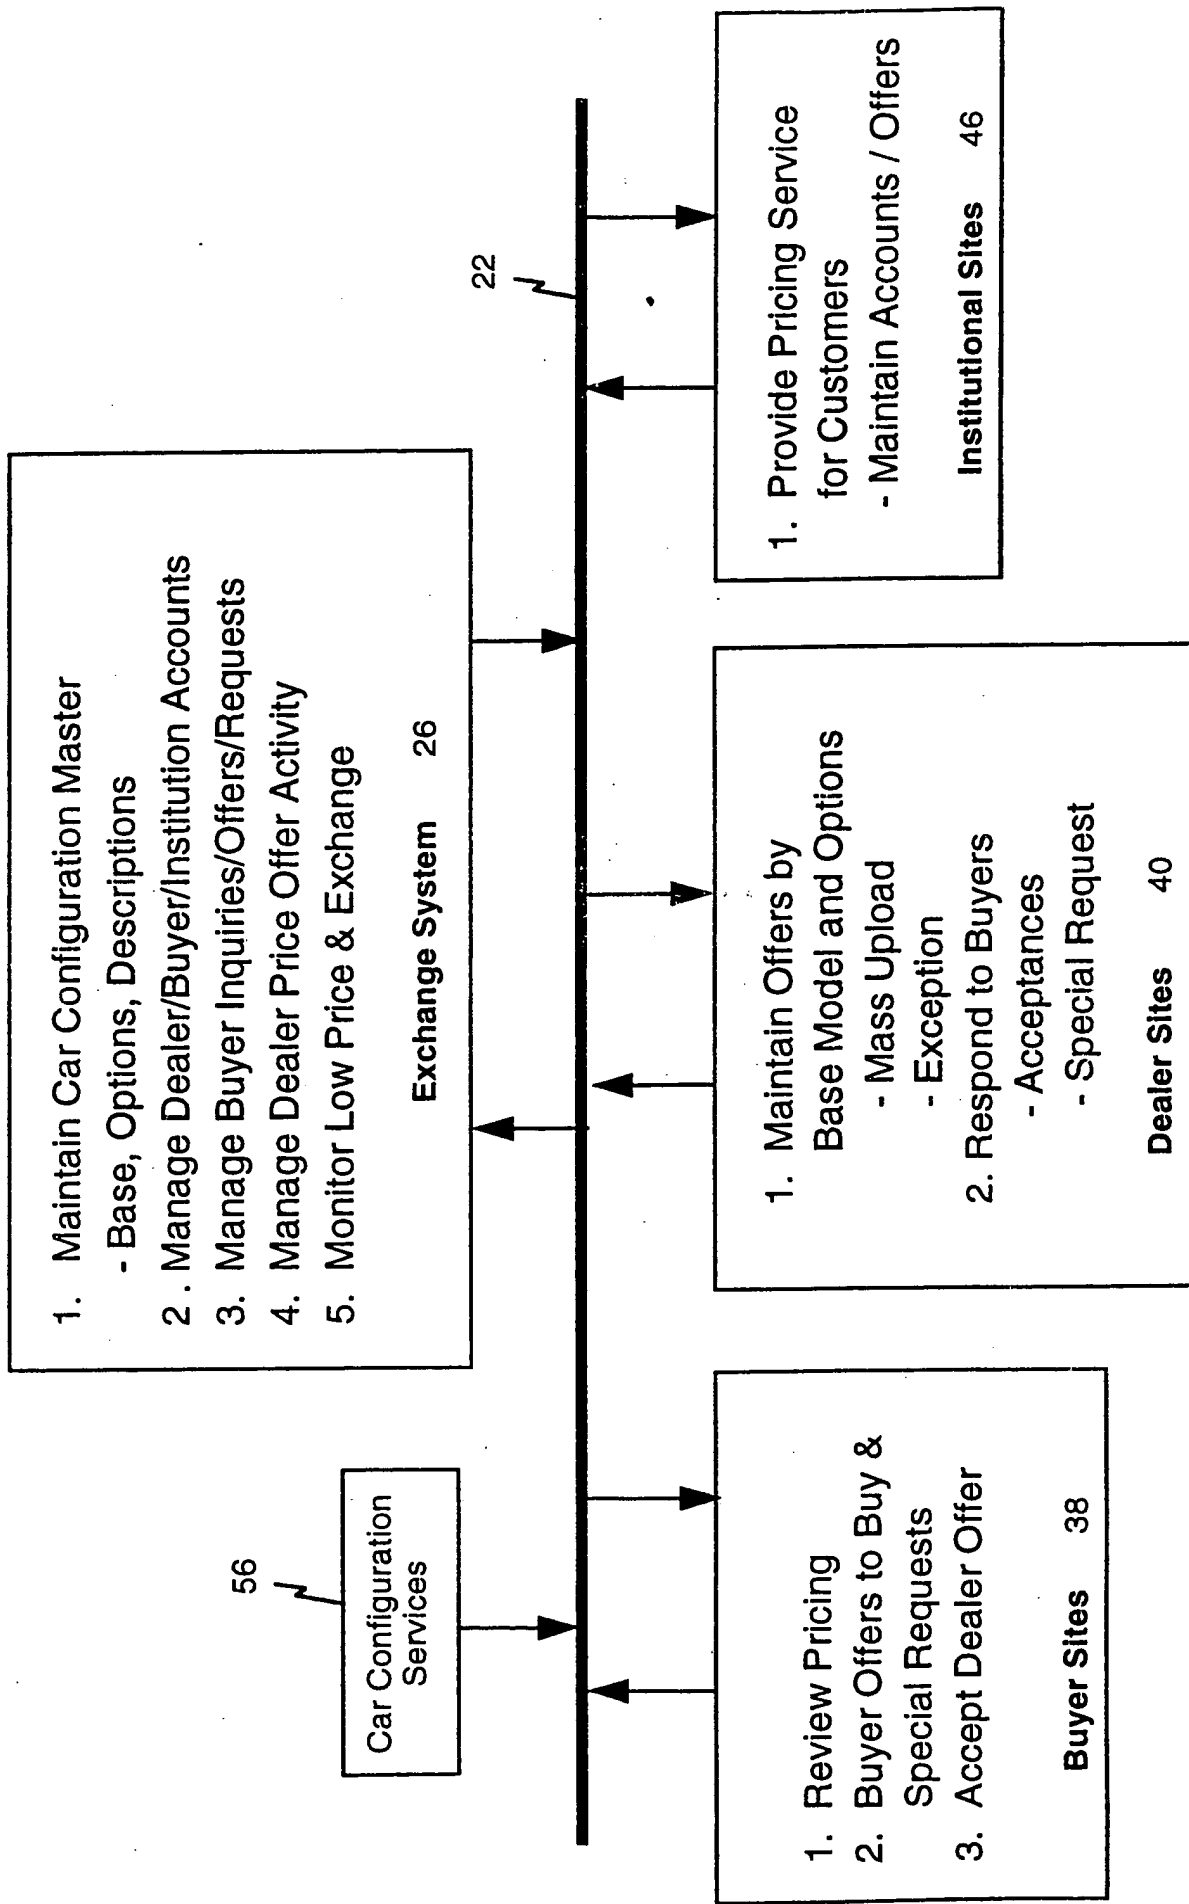 56
Car Configuration
Services
1. Maintain Car Configuration Master
- Base, Options, Descriptions
2. Manage Dealer/Buyer/Institution Accounts
3. Manage Buyer Inquiries/Offers/Requests
4. Manage Dealer Price Offer Activity
5. Monitor Low Price & Exchange
Exchange System 26
22
1. Review Pricing
2. Buyer Offers to Buy &
Special Requests
3. Accept Dealer Offer
Buyer Sites 38
1. Maintain Offers by
Base Model and Options
- Mass Upload
- Exception
2. Respond to Buyers
- Acceptances
- Special Request
Dealer Sites 40
1. Provide Pricing Service
for Customers
- Maintain Accounts / Offers
Institutional Sites 46